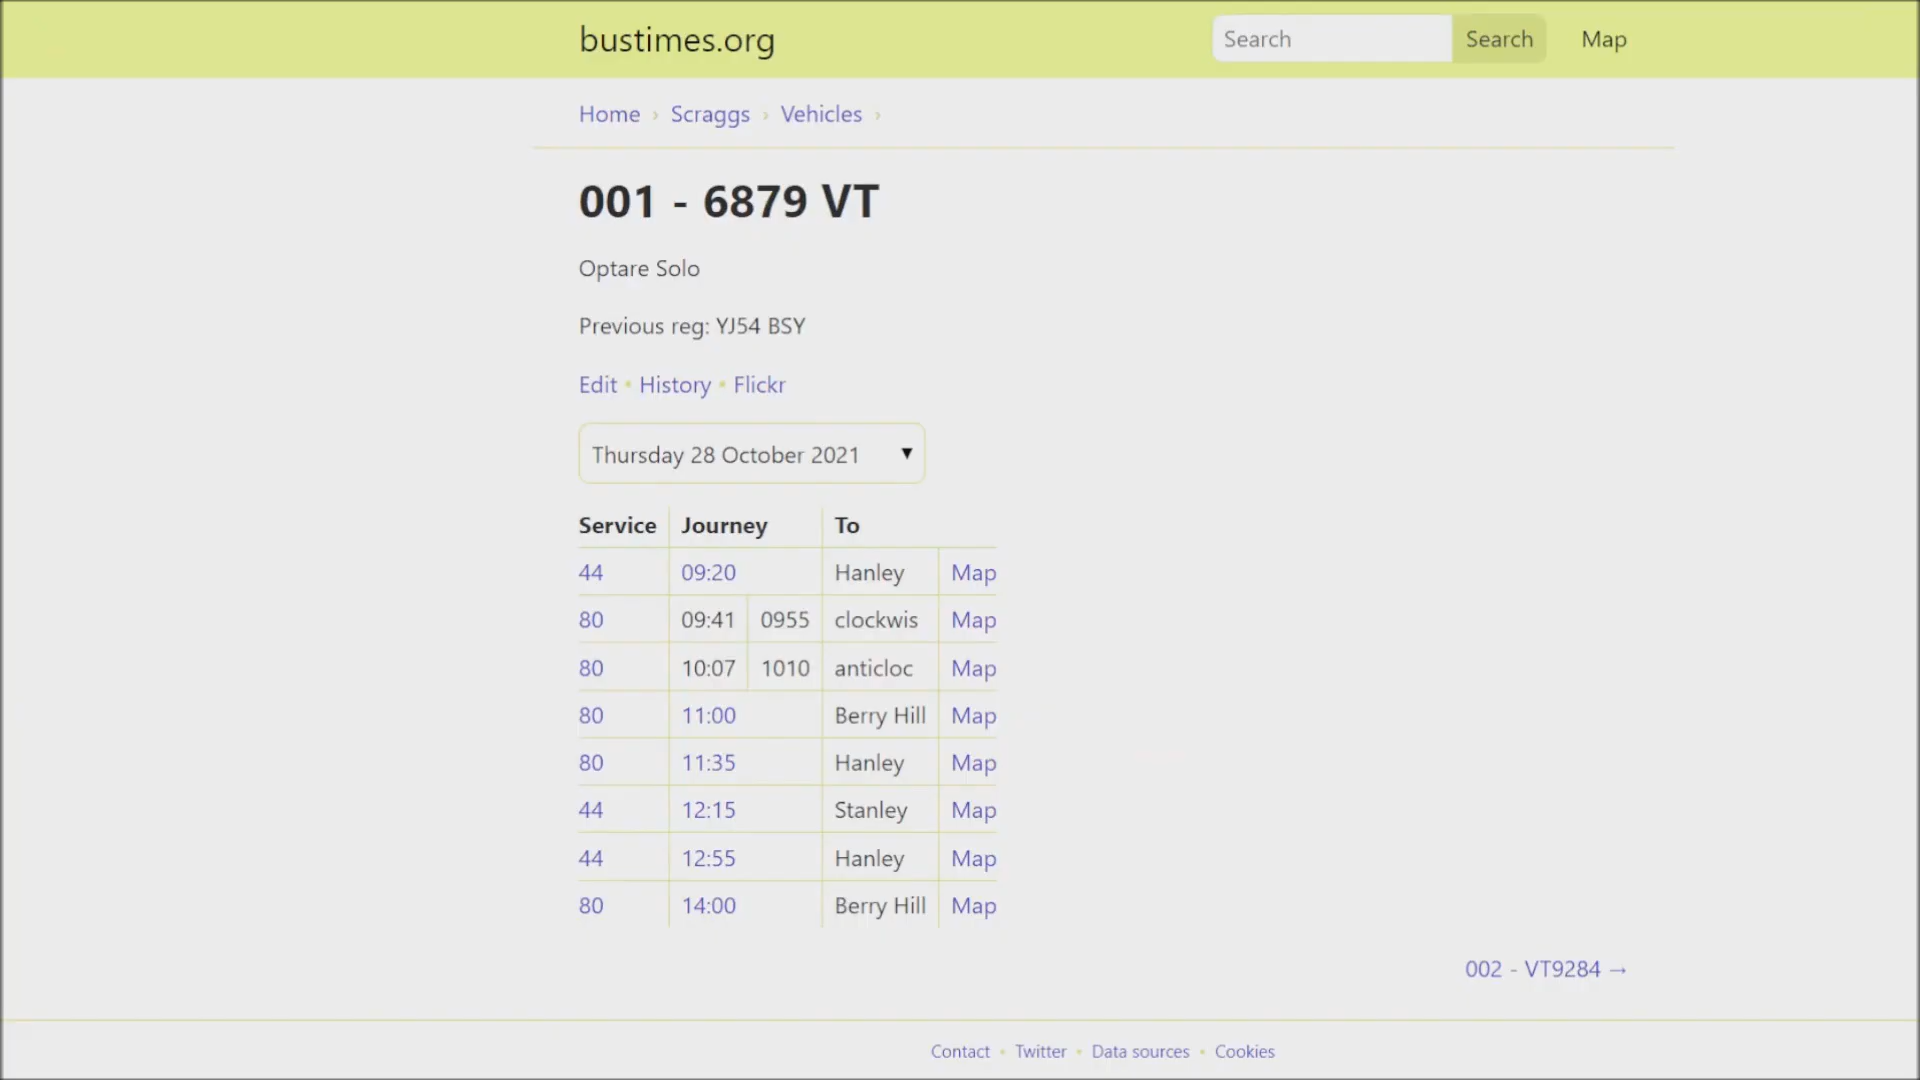 bustimes.org
Search Search Map
Home › Scraggs › Vehicles ›
001 - 6879 VT
Optare Solo
Previous reg: YJ54 BSY
Edit • History • Flickr
Thursday 28 October 2021 ▼
Service Journey To
44 09:20 Hanley Map
80 09:41 0955 clockwis Map
80 10:07 1010 anticloc Map
80 11:00 Berry Hill Map
80 11:35 Hanley Map
44 12:15 Stanley Map
44 12:55 Hanley Map
80 14:00 Berry Hill Map
002 - VT9284 →
Contact • Twitter • Data sources • Cookies